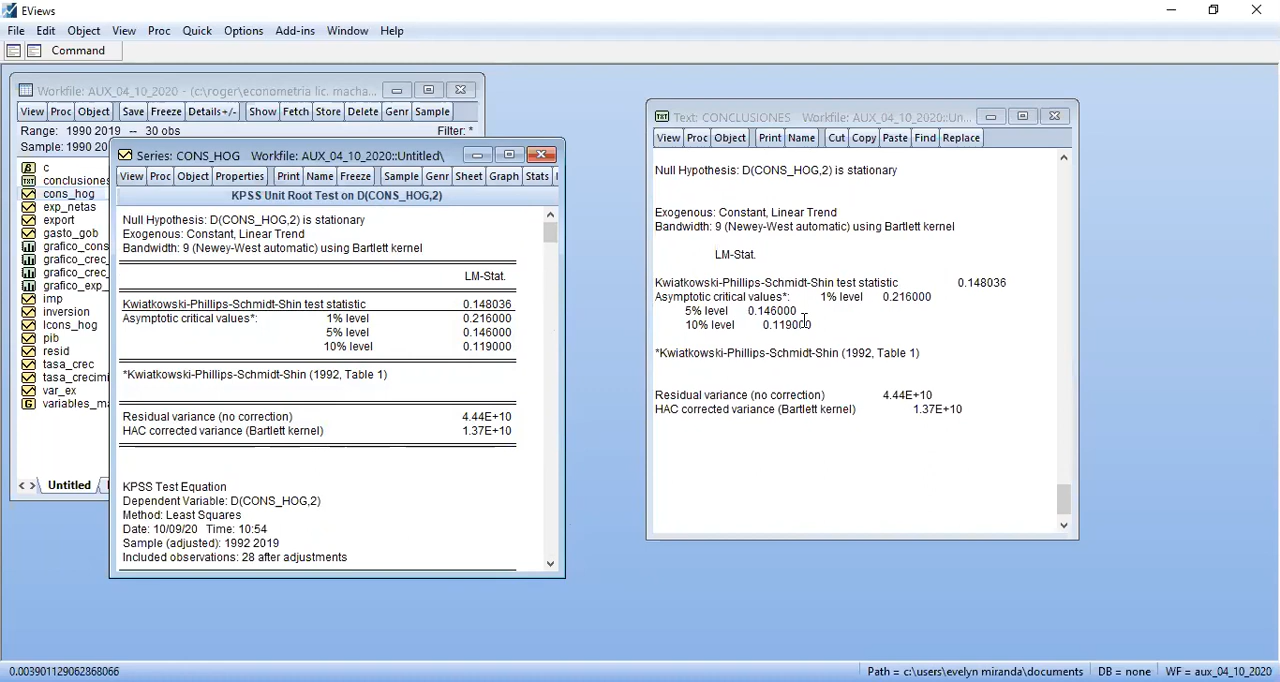 EViews
File Edit Object View Proc Quick Options Add-ins Window Help
Command
Workfile: AUX_04_10_2020 - (c:\roger\econometria lic. macha...
View Proc Object Save Freeze Details+/- Show Fetch Store Delete Genr Sample
Range: 1990 2019 -- 30 obs Filter: *
Sample: 1990 20
c
conclusiones
cons_hog
exp_netas
export
gasto_gob
grafico_cons
grafico_crec_
grafico_crec_
grafico_exp_
imp
inversion
lcons_hog
pib
resid
tasa_crec
tasa_crecimi
var_ex
variables_ma
Untitled
Series: CONS_HOG Workfile: AUX_04_10_2020::Untitled\
View Proc Object Properties Print Name Freeze Sample Genr Sheet Graph Stats
KPSS Unit Root Test on D(CONS_HOG,2)
Null Hypothesis: D(CONS_HOG,2) is stationary
Exogenous: Constant, Linear Trend
Bandwidth: 9 (Newey-West automatic) using Bartlett kernel
LM-Stat.
Kwiatkowski-Phillips-Schmidt-Shin test statistic 0.148036
Asymptotic critical values*: 1% level 0.216000
5% level 0.146000
10% level 0.119000
*Kwiatkowski-Phillips-Schmidt-Shin (1992, Table 1)
Residual variance (no correction) 4.44E+10
HAC corrected variance (Bartlett kernel) 1.37E+10
KPSS Test Equation
Dependent Variable: D(CONS_HOG,2)
Method: Least Squares
Date: 10/09/20 Time: 10:54
Sample (adjusted): 1992 2019
Included observations: 28 after adjustments
Text: CONCLUSIONES Workfile: AUX_04_10_2020::Un...
View Proc Object Print Name Cut Copy Paste Find Replace
Null Hypothesis: D(CONS_HOG,2) is stationary
Exogenous: Constant, Linear Trend
Bandwidth: 9 (Newey-West automatic) using Bartlett kernel
LM-Stat.
Kwiatkowski-Phillips-Schmidt-Shin test statistic 0.148036
Asymptotic critical values*: 1% level 0.216000
5% level 0.146000
10% level 0.119000
*Kwiatkowski-Phillips-Schmidt-Shin (1992, Table 1)
Residual variance (no correction) 4.44E+10
HAC corrected variance (Bartlett kernel) 1.37E+10
0.003901129062868066 Path = c:\users\evelyn miranda\documents DB = none WF = aux_04_10_2020